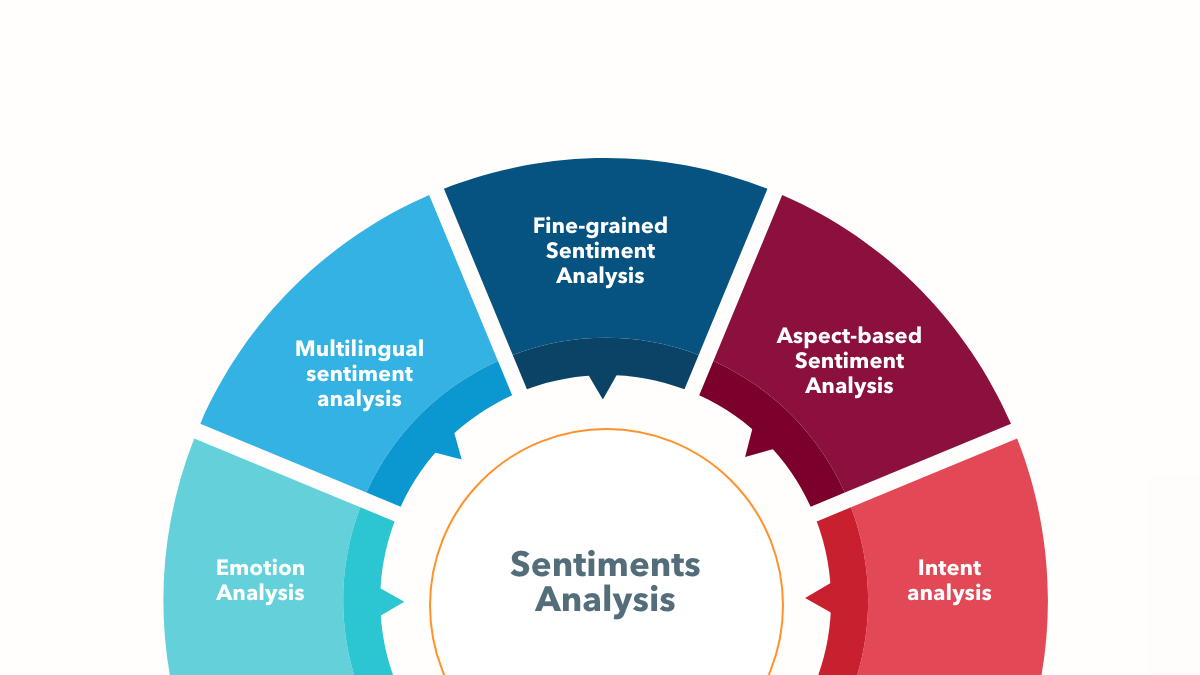 Fine-grained
Sentiment
Analysis
Multilingual
sentiment
analysis
Aspect-based
Sentiment
Analysis
Emotion
Analysis
Sentiments
Analysis
Intent
analysis